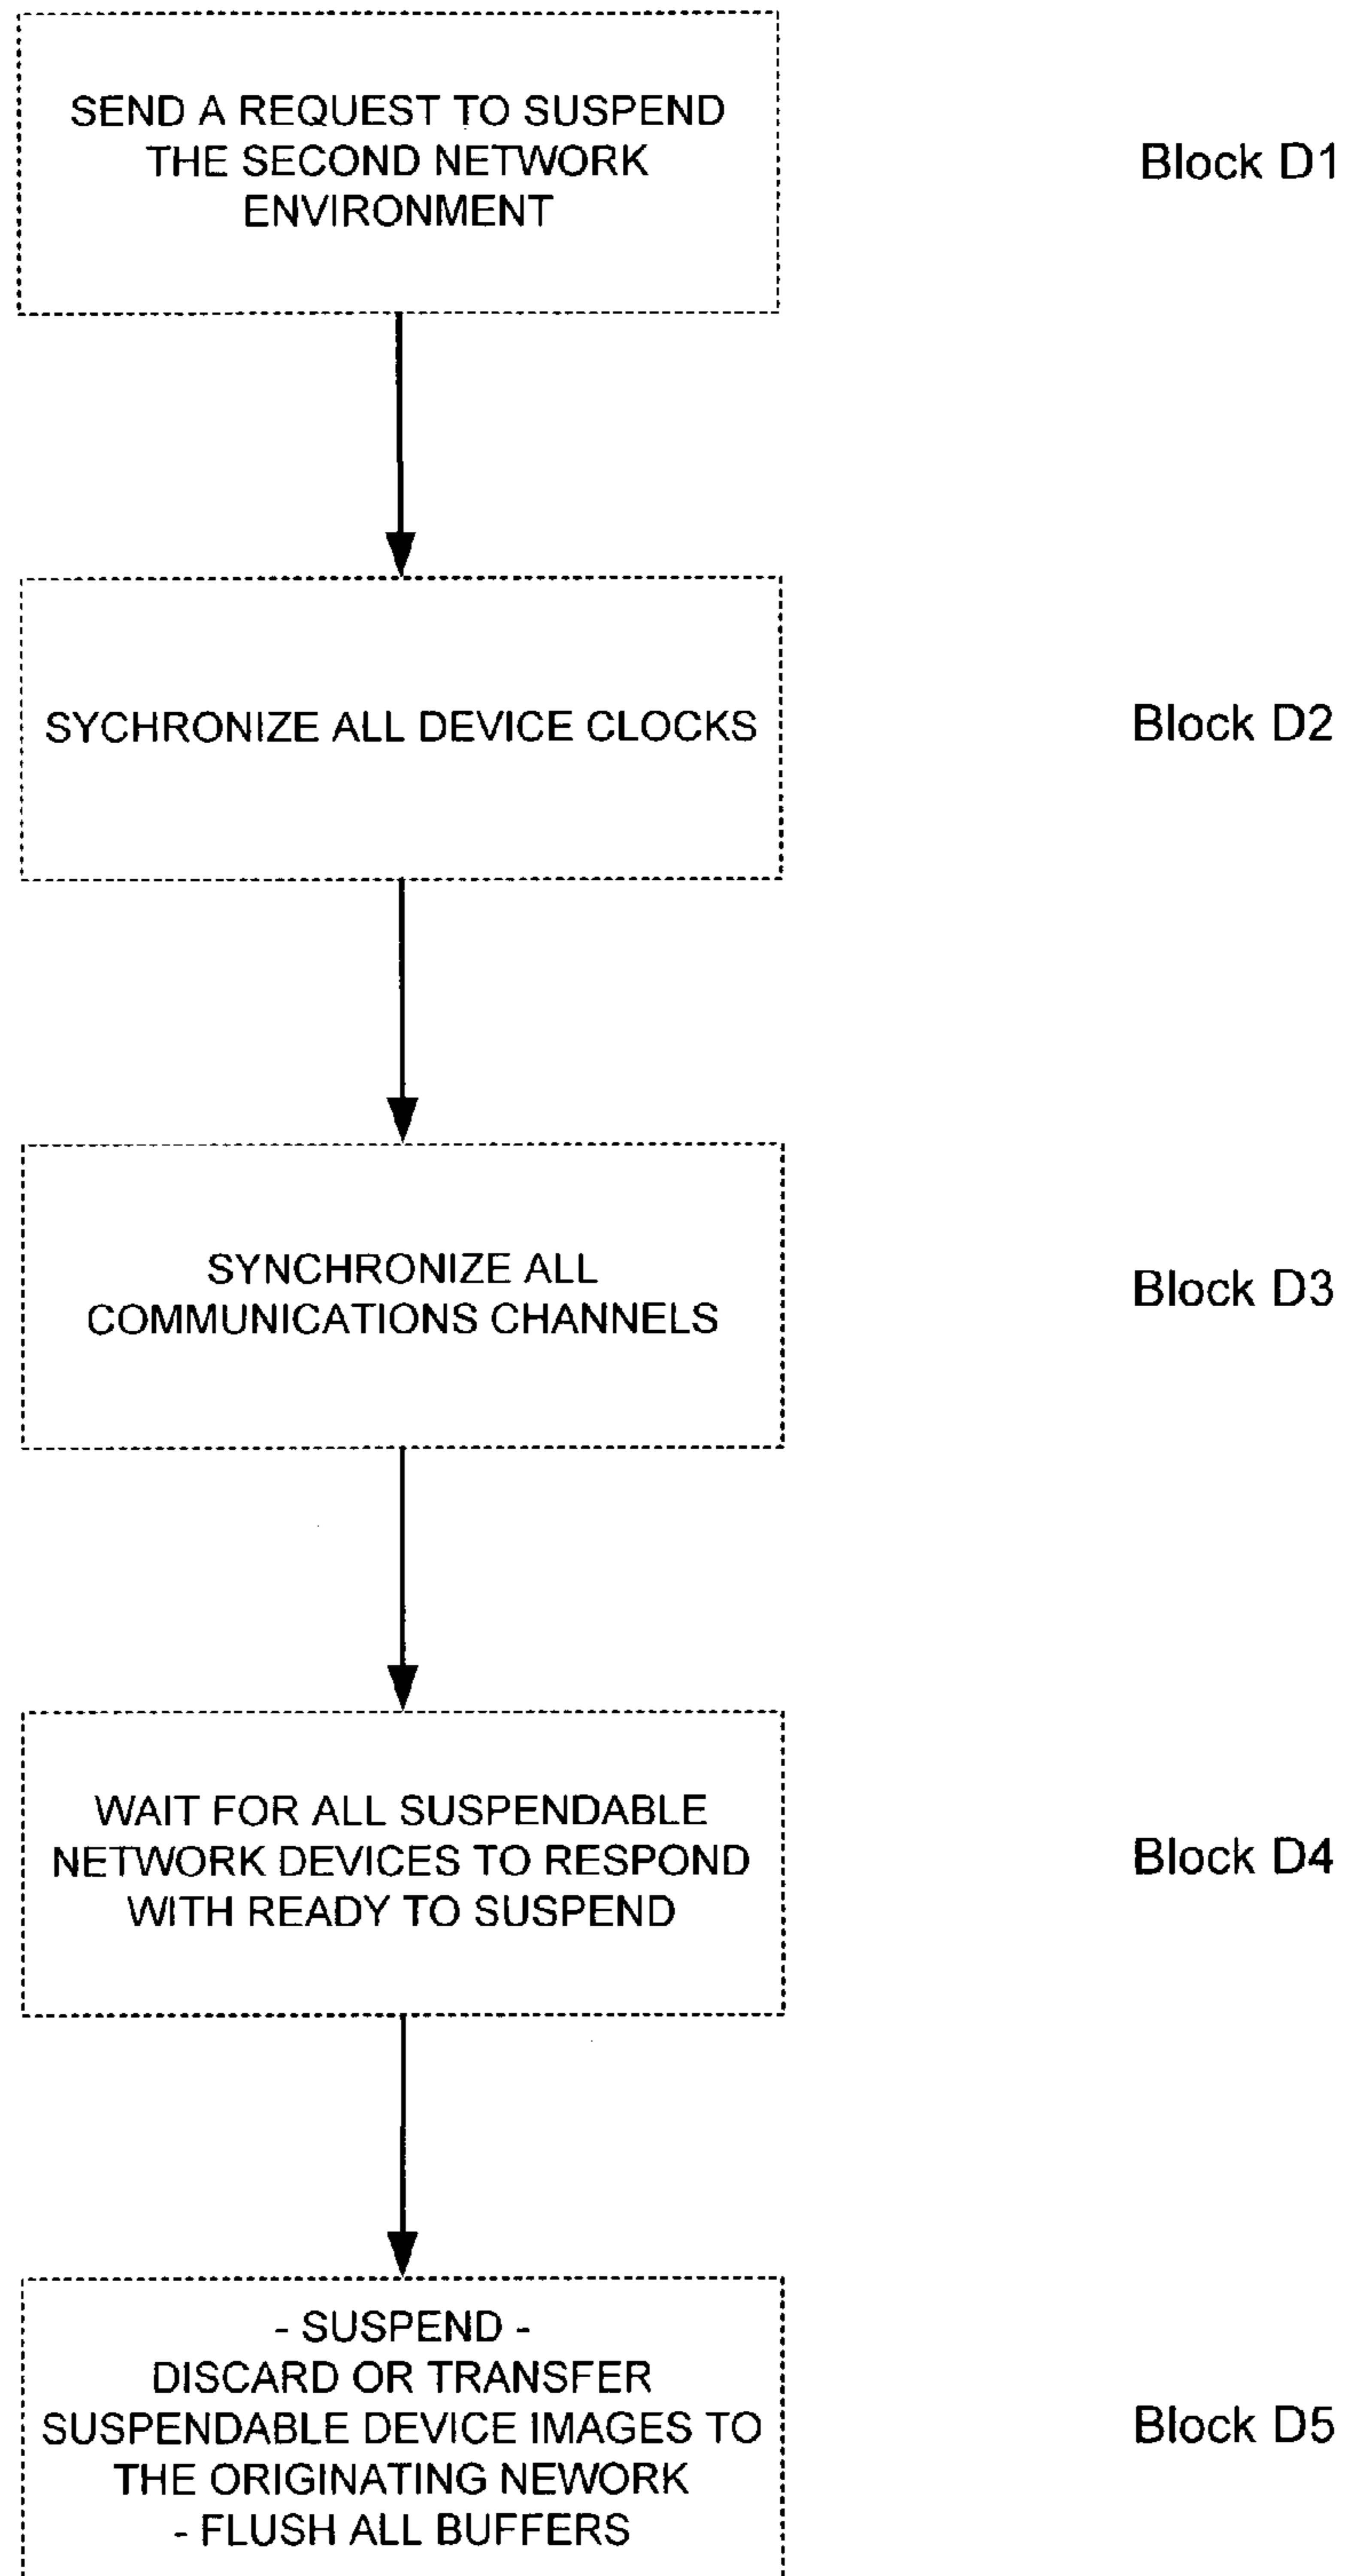 SEND A REQUEST TO SUSPEND
THE SECOND NETWORK
ENVIRONMENT
Block D1
SYCHRONIZE ALL DEVICE CLOCKS
Block D2
SYNCHRONIZE ALL
COMMUNICATIONS CHANNELS
Block D3
WAIT FOR ALL SUSPENDABLE
NETWORK DEVICES TO RESPOND
WITH READY TO SUSPEND
Block D4
- SUSPEND -
DISCARD OR TRANSFER
SUSPENDABLE DEVICE IMAGES TO
THE ORIGINATING NEWORK
- FLUSH ALL BUFFERS
Block D5